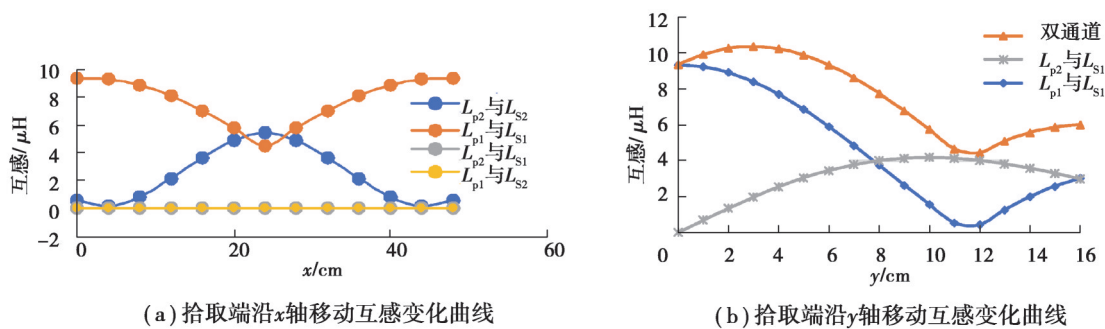 10
8
6
4
2
0
−2
互感/μH
0
20
40
60
x/cm
Lp2与LS2
Lp1与LS1
Lp2与LS1
Lp1与LS2
(a)拾取端沿x轴移动互感变化曲线
12
10
8
6
4
2
互感/μH
0
2
4
6
8
10
12
14
16
y/cm
双通道
Lp2与LS1
Lp1与LS1
(b)拾取端沿y轴移动互感变化曲线